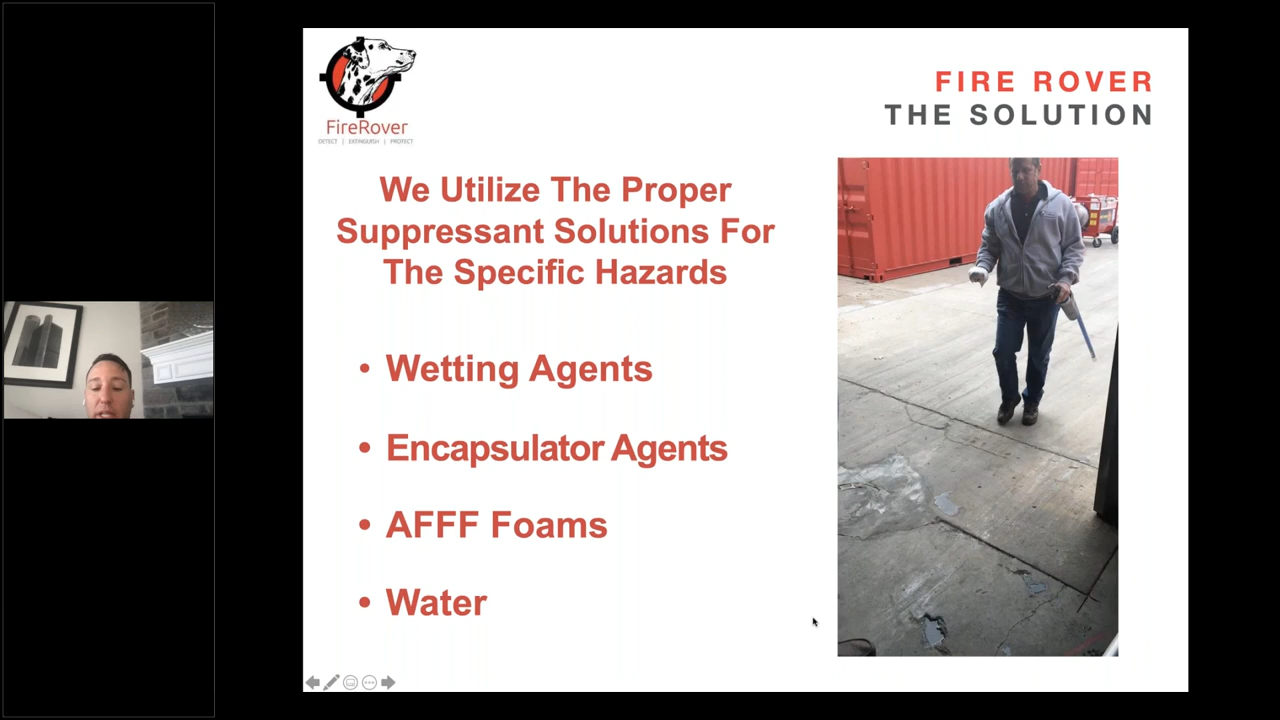 FireRover
DETECT | EXTINGUISH | PROTECT
FIRE ROVER
THE SOLUTION
We Utilize The Proper
Suppressant Solutions For
The Specific Hazards
• Wetting Agents
• Encapsulator Agents
• AFFF Foams
• Water